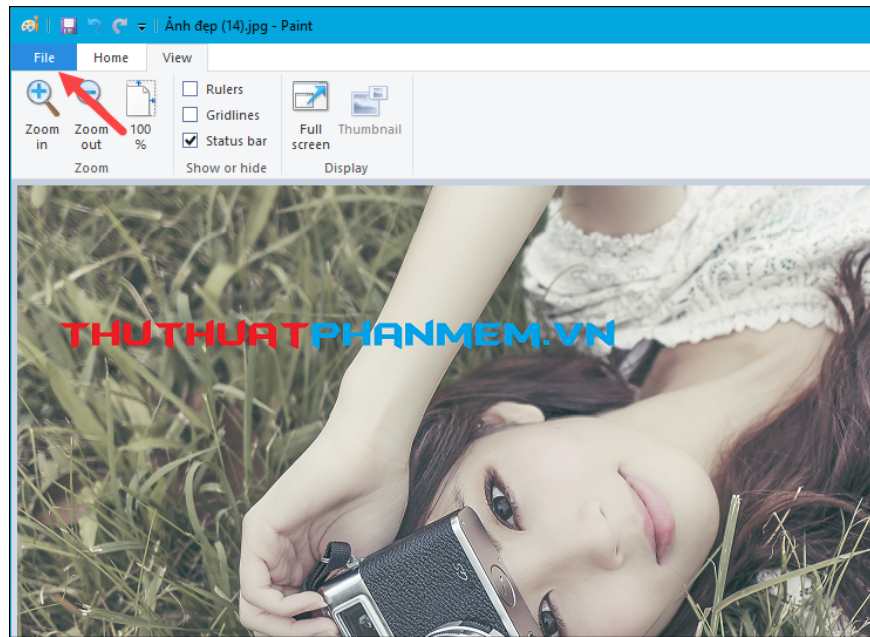 Ảnh đẹp (14).jpg - Paint
File Home View
Zoom in
Zoom out
100 %
Zoom
Rulers
Gridlines
Status bar
Show or hide
Full screen
Thumbnail
Display
THUTHUATPHANMEM.VN